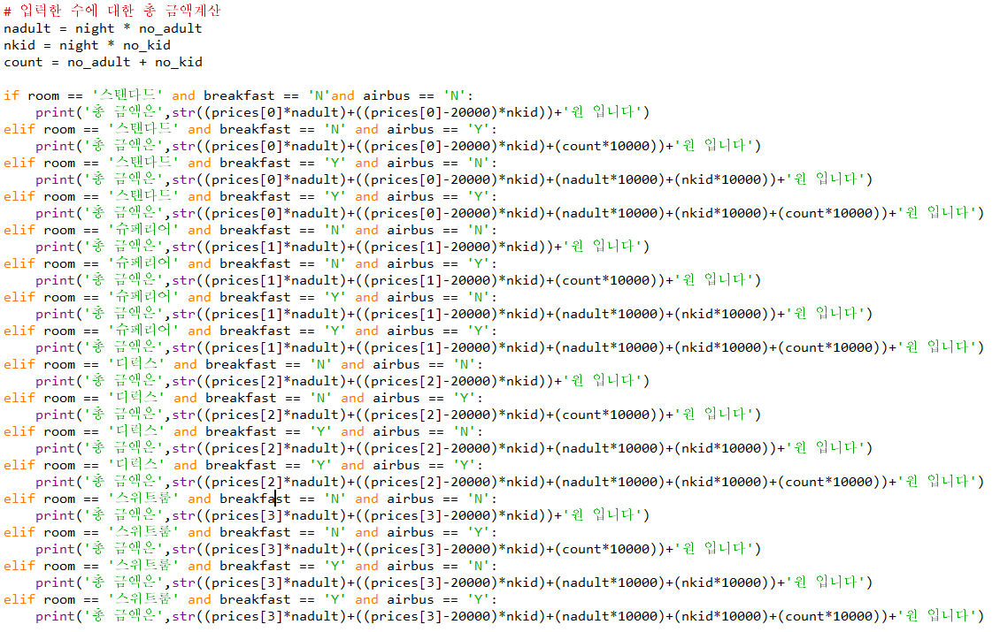 # 입력한 수에 대한 총 금액계산
nadult = night * no_adult
nkid = night * no_kid
count = no_adult + no_kid
if room == '스탠다드' and breakfast == 'N'and airbus == 'N':
print('총 금액은',str((prices[0]*nadult)+((prices[0]-20000)*nkid))+'원 입니다')
elif room == '스탠다드' and breakfast == 'N' and airbus == 'Y':
print('총 금액은',str((prices[0]*nadult)+((prices[0]-20000)*nkid)+(count*10000))+'원 입니다')
elif room == '스탠다드' and breakfast == 'Y' and airbus == 'N':
print('총 금액은',str((prices[0]*nadult)+((prices[0]-20000)*nkid)+(nadult*10000)+(nkid*10000))+'원 입니다')
elif room == '스탠다드' and breakfast == 'Y' and airbus == 'Y':
print('총 금액은',str((prices[0]*nadult)+((prices[0]-20000)*nkid)+(nadult*10000)+(nkid*10000)+(count*10000))+'원 입니다')
elif room == '슈페리어' and breakfast == 'N' and airbus == 'N':
print('총 금액은',str((prices[1]*nadult)+((prices[1]-20000)*nkid))+'원 입니다')
elif room == '슈페리어' and breakfast == 'N' and airbus == 'Y':
print('총 금액은',str((prices[1]*nadult)+((prices[1]-20000)*nkid)+(count*10000))+'원 입니다')
elif room == '슈페리어' and breakfast == 'Y' and airbus == 'N':
print('총 금액은',str((prices[1]*nadult)+((prices[1]-20000)*nkid)+(nadult*10000)+(nkid*10000))+'원 입니다')
elif room == '슈페리어' and breakfast == 'Y' and airbus == 'Y':
print('총 금액은',str((prices[1]*nadult)+((prices[1]-20000)*nkid)+(nadult*10000)+(nkid*10000)+(count*10000))+'원 입니다')
elif room == '디럭스' and breakfast == 'N' and airbus == 'N':
print('총 금액은',str((prices[2]*nadult)+((prices[2]-20000)*nkid))+'원 입니다')
elif room == '디럭스' and breakfast == 'N' and airbus == 'Y':
print('총 금액은',str((prices[2]*nadult)+((prices[2]-20000)*nkid)+(count*10000))+'원 입니다')
elif room == '디럭스' and breakfast == 'Y' and airbus == 'N':
print('총 금액은',str((prices[2]*nadult)+((prices[2]-20000)*nkid)+(nadult*10000)+(nkid*10000))+'원 입니다')
elif room == '디럭스' and breakfast == 'Y' and airbus == 'Y':
print('총 금액은',str((prices[2]*nadult)+((prices[2]-20000)*nkid)+(nadult*10000)+(nkid*10000)+(count*10000))+'원 입니다')
elif room == '스위트룸' and breakfast == 'N' and airbus == 'N':
print('총 금액은',str((prices[3]*nadult)+((prices[3]-20000)*nkid))+'원 입니다')
elif room == '스위트룸' and breakfast == 'N' and airbus == 'Y':
print('총 금액은',str((prices[3]*nadult)+((prices[3]-20000)*nkid)+(count*10000))+'원 입니다')
elif room == '스위트룸' and breakfast == 'Y' and airbus == 'N':
print('총 금액은',str((prices[3]*nadult)+((prices[3]-20000)*nkid)+(nadult*10000)+(nkid*10000))+'원 입니다')
elif room == '스위트룸' and breakfast == 'Y' and airbus == 'Y':
print('총 금액은',str((prices[3]*nadult)+((prices[3]-20000)*nkid)+(nadult*10000)+(nkid*10000)+(count*10000))+'원 입니다')